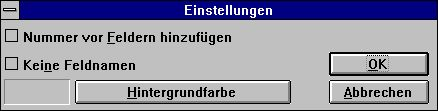 Einstellungen
Nummer vor Feldern hinzufügen
Keine Feldnamen
OK
Hintergrundfarbe
Abbrechen